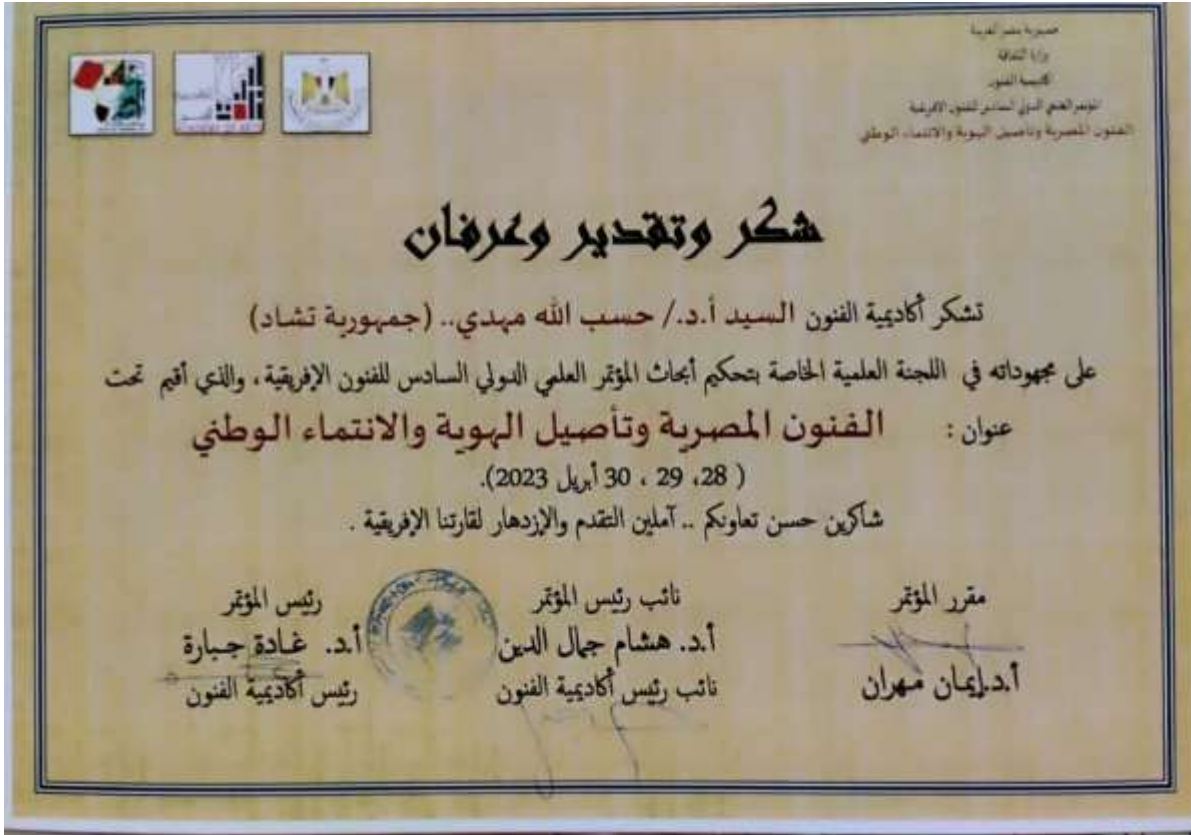 جمهورية مصر العربية
وزارة الثقافة
أكاديمية الفنون
المؤتمر العلمي الدولي السادس للفنون الإفريقية
الفنون المصرية وتأصيل الهوية والانتماء الوطني
شكر وتقدير وعرفان
تشكر أكاديمية الفنون السيد أ.د./ حسب الله مهدي.. (جمهورية تشاد)
على مجهوداته في اللجنة العلمية الخاصة بتحكيم أبحاث المؤتمر العلمي الدولي السادس للفنون الإفريقية، والذي أقيم تحت
عنوان : الفنون المصرية وتأصيل الهوية والانتماء الوطني
( 28، 29 ، 30 أبريل 2023).
شاكرين حسن تعاونكم .. آملين التقدم والإزدهار لقارتنا الإفريقية .
مقرر المؤتمر
أ.د.إيمان مهران
نائب رئيس المؤتمر
أ.د. هشام جمال الدين
نائب رئيس أكاديمية الفنون
رئيس المؤتمر
أ.د. غادة جبارة
رئيس أكاديمية الفنون